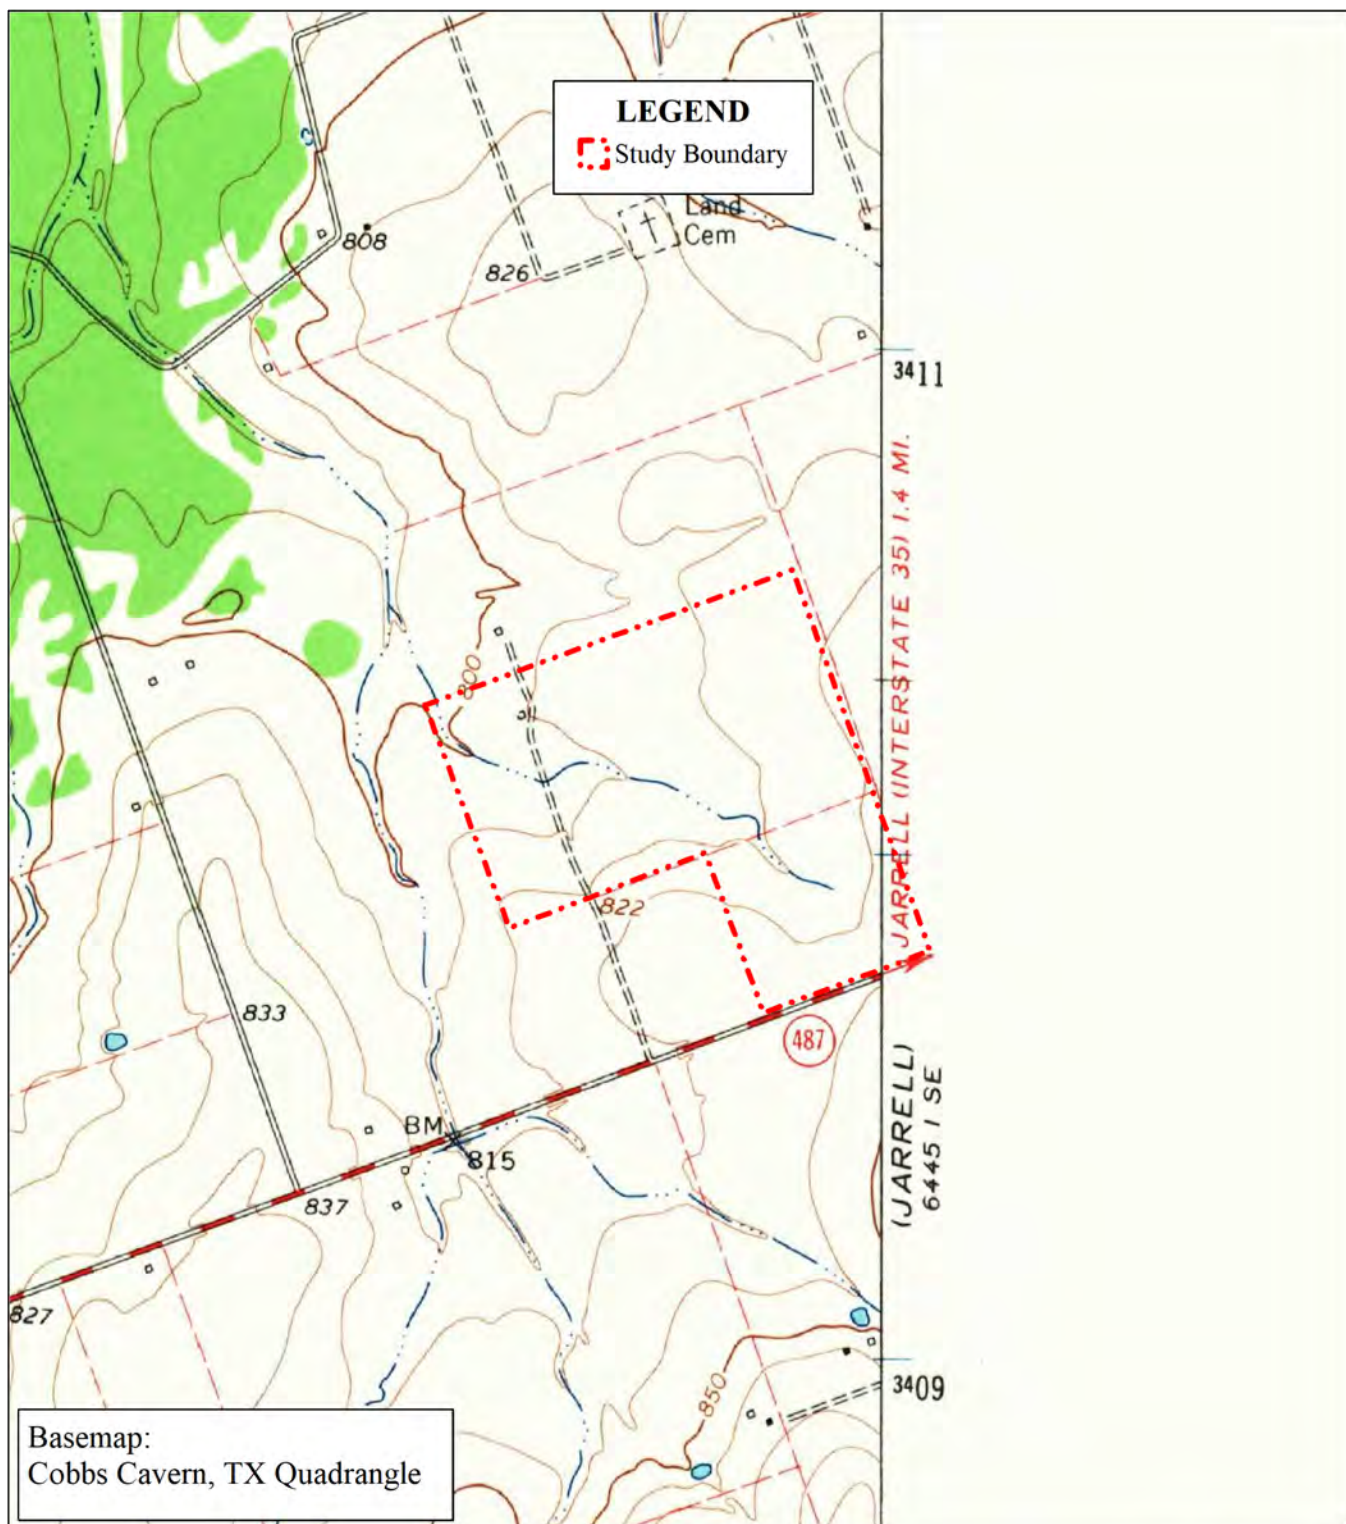 LEGEND
Study Boundary
Land
Cem
808
826
3411
JARRELL (INTERSTATE 35) 1.4 MI.
800
822
833
487
BM
815
837
(JARRELL)
6445 I SE
827
850
3409
Basemap:
Cobbs Cavern, TX Quadrangle